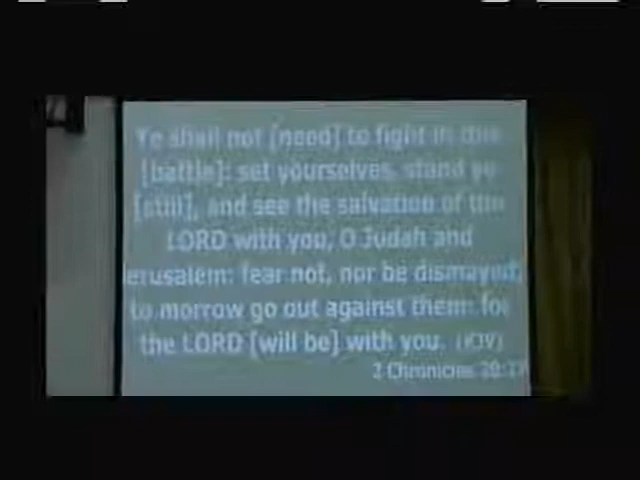 Ye shall not [need] to fight in this
[battle]: set yourselves, stand ye
[still], and see the salvation of the
LORD with you, O Judah and
erusalem: fear not, nor be dismayed;
to morrow go out against them: for
the LORD [will be] with you. (KJV)
2 Chronicles 20:17